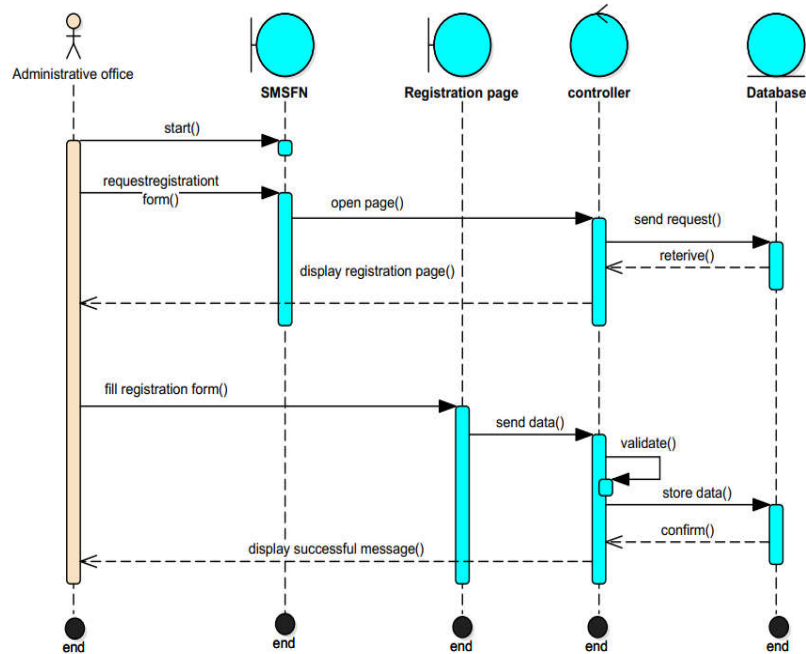 Administrative office
SMSFN
Registration page
controller
Database
start()
requestregistrationt
form()
open page()
send request()
reterive()
display registration page()
fill registration form()
send data()
validate()
store data()
confirm()
display successful message()
end
end
end
end
end